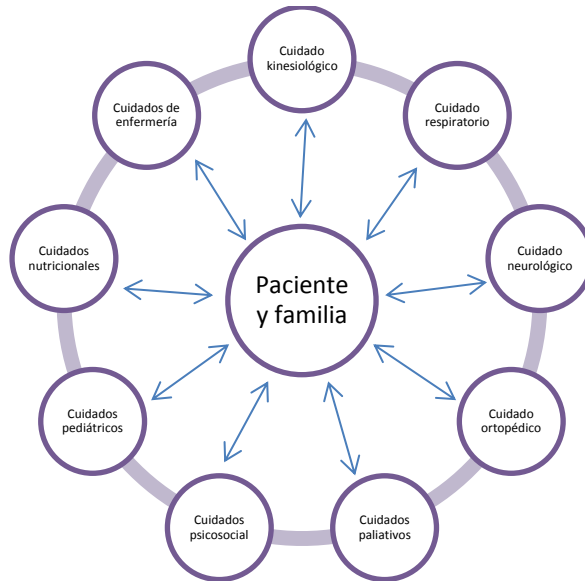 Cuidado
kinesiológico
Cuidado
respiratorio
Cuidado
neurológico
Cuidado
ortopédico
Cuidados
paliativos
Cuidados
psicosocial
Cuidados
pediátricos
Cuidados
nutricionales
Cuidados de
enfermería
Paciente
y familia